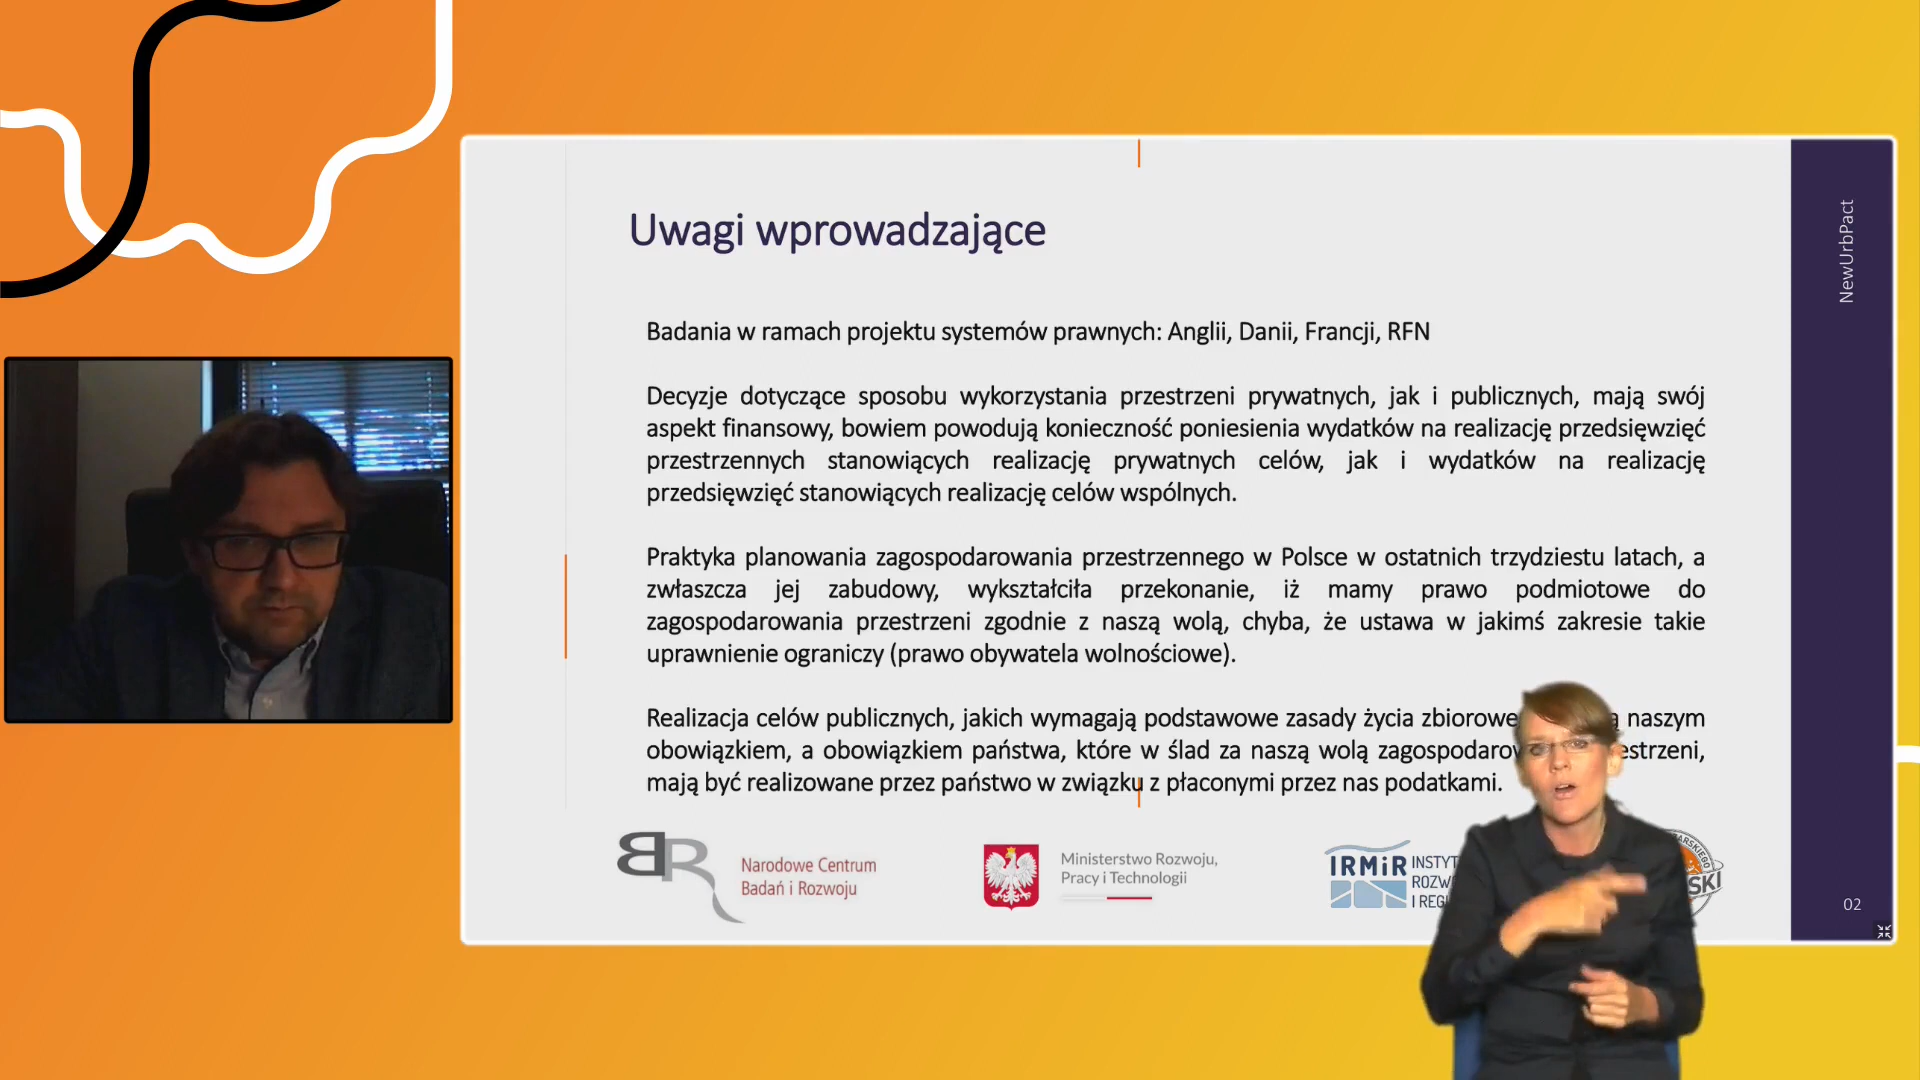 Uwagi wprowadzające
NewUrbPact
Badania w ramach projektu systemów prawnych: Anglii, Danii, Francji, RFN
Decyzje dotyczące sposobu wykorzystania przestrzeni prywatnych, jak i publicznych, mają swój
aspekt finansowy, bowiem powodują konieczność poniesienia wydatków na realizację przedsięwzięć
przestrzennych stanowiących realizację prywatnych celów, jak i wydatków na realizację
przedsięwzięć stanowiących realizację celów wspólnych.
Praktyka planowania zagospodarowania przestrzennego w Polsce w ostatnich trzydziestu latach, a
zwłaszcza jej zabudowy, wykształciła przekonanie, iż mamy prawo podmiotowe do
zagospodarowania przestrzeni zgodnie z naszą wolą, chyba, że ustawa w jakimś zakresie takie
uprawnienie ograniczy (prawo obywatela wolnościowe).
Realizacja celów publicznych, jakich wymagają podstawowe zasady życia naszym
obowiązkiem, a obowiązkiem państwa, które w ślad za naszą wolą
mają być realizowane przez państwo w związku z płaconymi przez nas podatkami.
BR
Narodowe Centrum
Badań i Rozwoju
Ministerstwo Rozwoju,
Pracy i Technologii
IRMiR
I
02